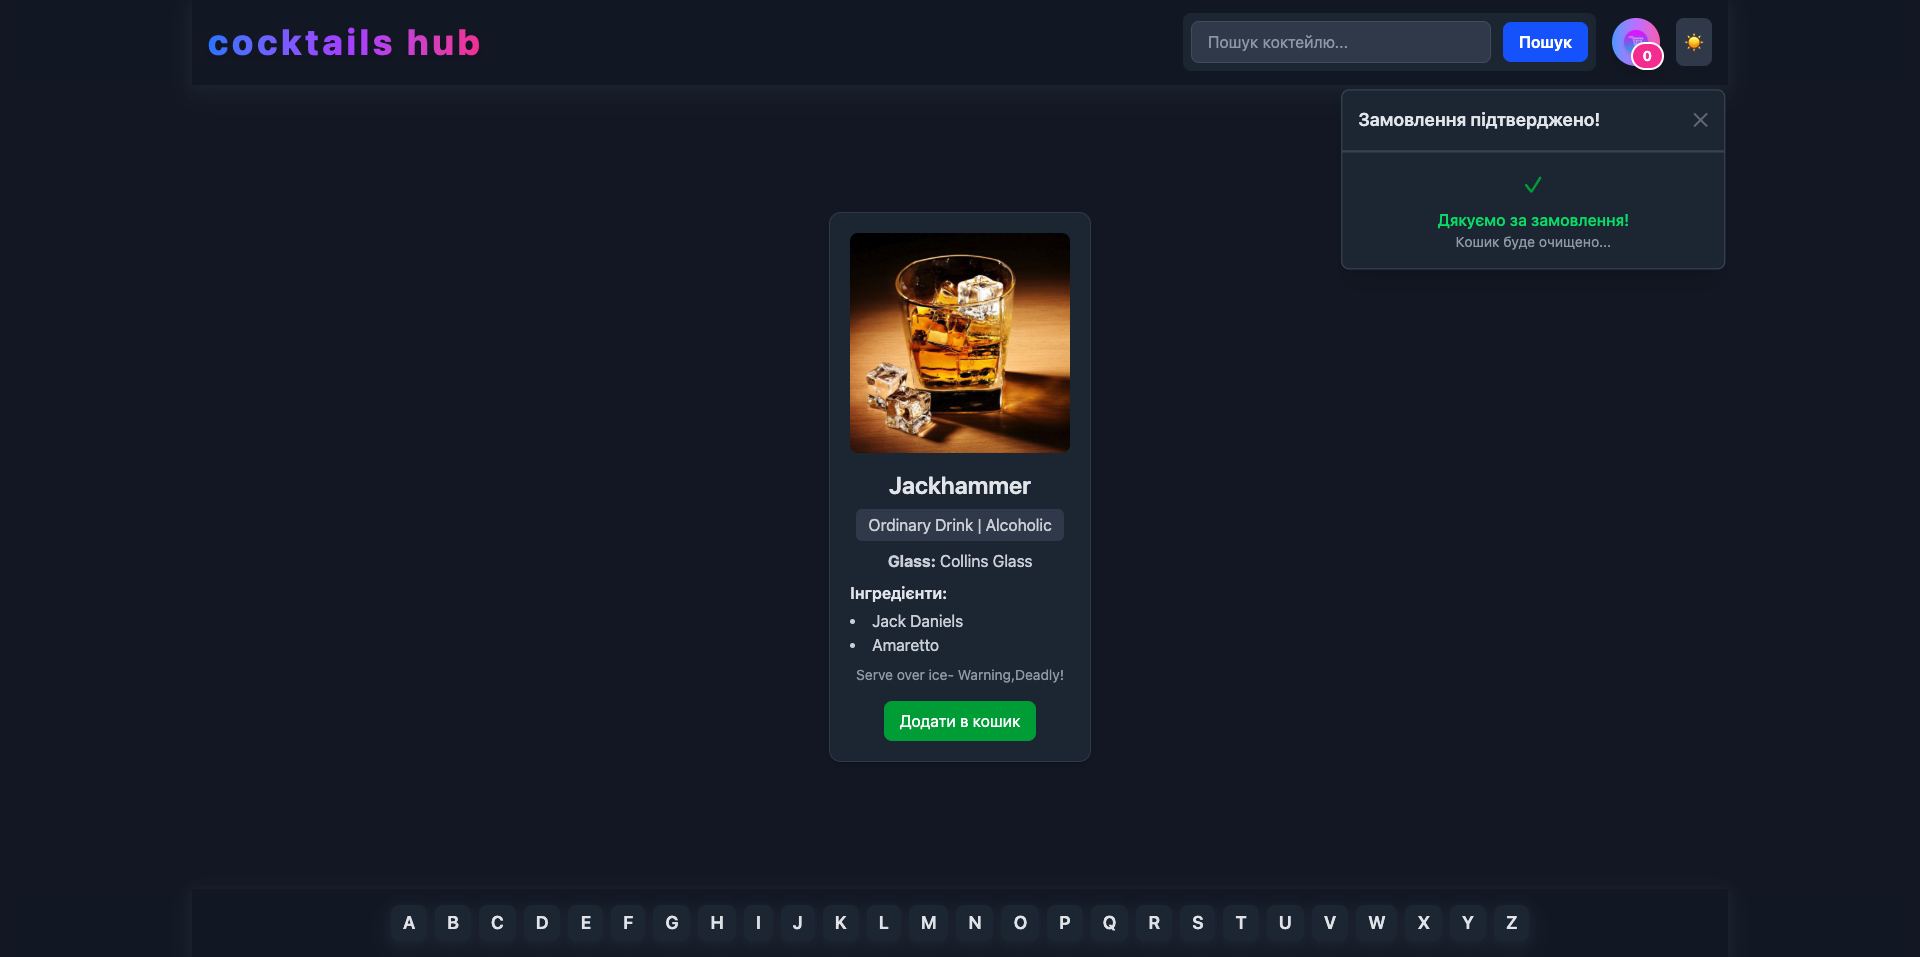 cocktails hub
Пошук коктейлю...
Пошук
0
Замовлення підтверджено!
Дякуємо за замовлення!
Кошик буде очищено...
Jackhammer
Ordinary Drink | Alcoholic
Glass: Collins Glass
Інгредієнти:
• Jack Daniels
• Amaretto
Serve over ice- Warning,Deadly!
Додати в кошик
A B C D E F G H I J K L M N O P Q R S T U V W X Y Z